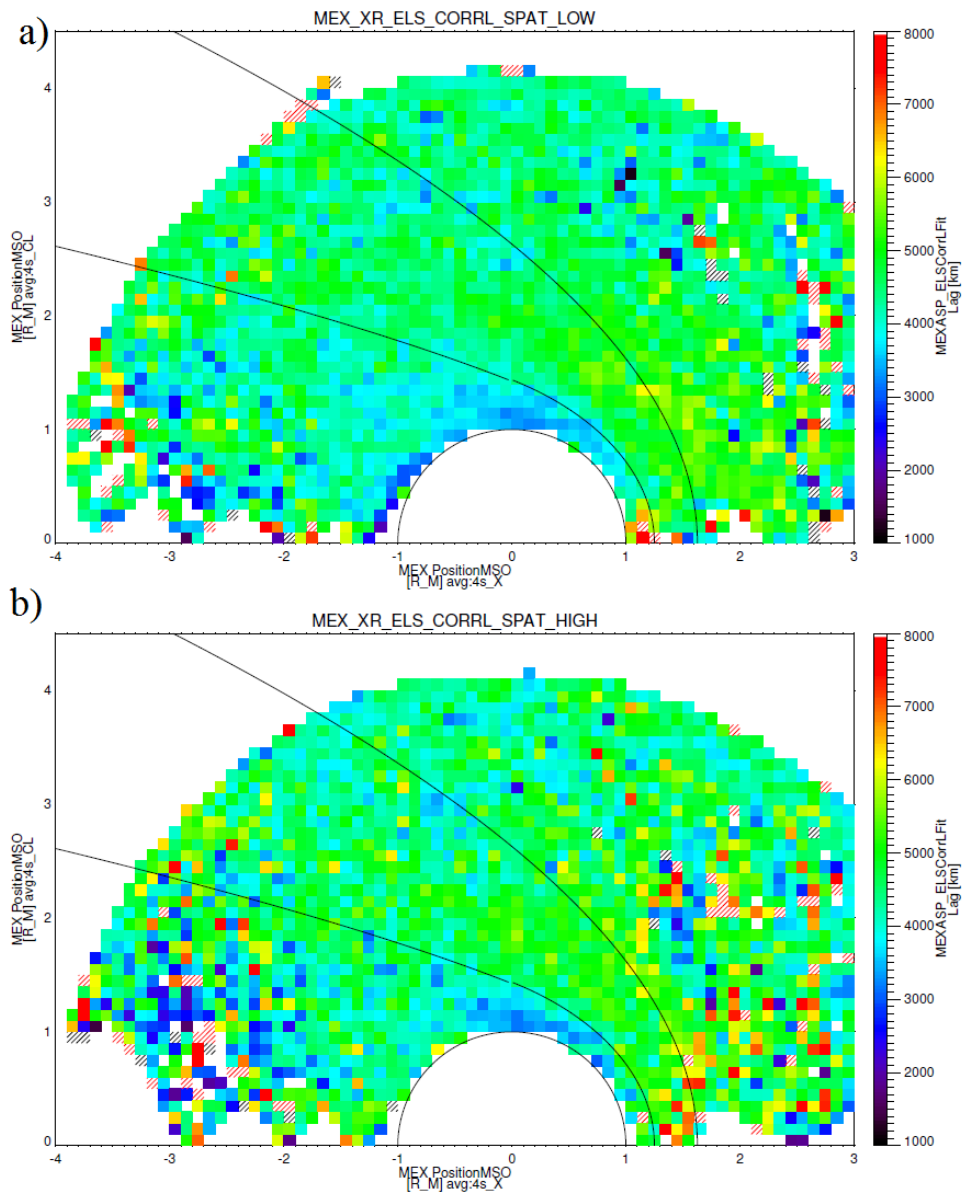 a)
MEX_XR_ELS_CORRL_SPAT_LOW
4
3
2
1
0
MEX PositionMSO
[R_M] avg:4s_CL
-4
-3
-2
-1
0
1
2
3
MEX PositionMSO
[R_M] avg:4s_X
8000
7000
6000
5000
4000
3000
2000
1000
MEXASP_ELSCorrLFit
Lag [km]
b)
MEX_XR_ELS_CORRL_SPAT_HIGH
4
3
2
1
0
MEX PositionMSO
[R_M] avg:4s_CL
-4
-3
-2
-1
0
1
2
3
MEX PositionMSO
[R_M] avg:4s_X
8000
7000
6000
5000
4000
3000
2000
1000
MEXASP_ELSCorrLFit
Lag [km]